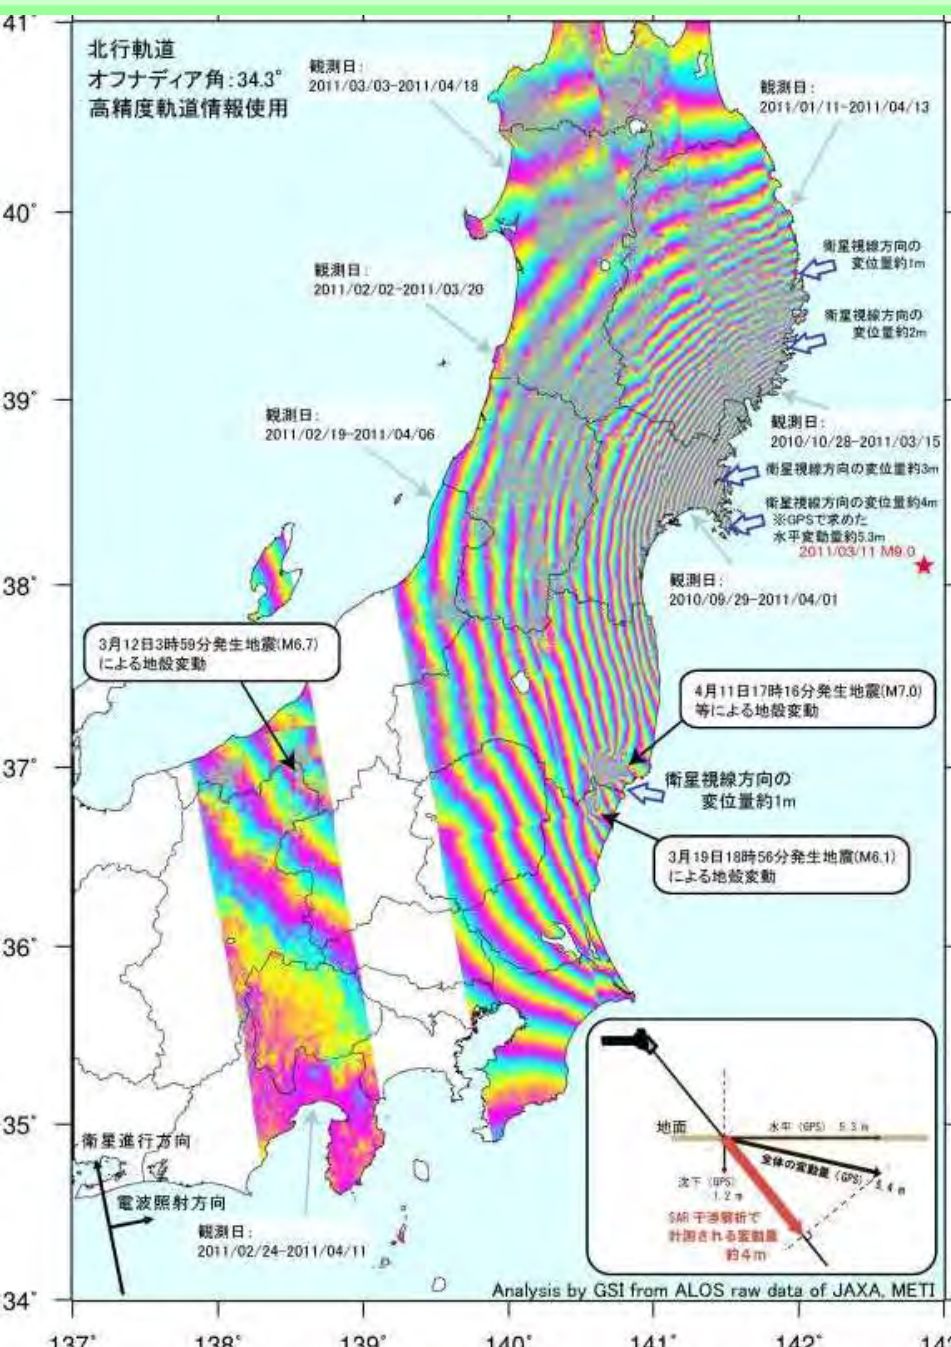 41°
北行軌道
オフナディア角:34.3°
高精度軌道情報使用
観測日:
2011/03/03-2011/04/18
観測日:
2011/01/11-2011/04/13
40°
衛星視線方向の
変位量約1m
観測日:
2011/02/02-2011/03/20
衛星視線方向の
変位量約2m
39°
観測日:
2011/02/19-2011/04/06
観測日:
2010/10/28-2011/03/15
衛星視線方向の変位量約3m
衛星視線方向の変位量約4m
※GPSで求めた
水平変動量約5.3m
2011/03/11 M9.0
38°
観測日:
2010/09/29-2011/04/01
3月12日3時59分発生地震(M6.7)
による地殻変動
4月11日17時16分発生地震(M7.0)
等による地殻変動
37°
衛星視線方向の
変位量約1m
3月19日18時56分発生地震(M6.1)
による地殻変動
36°
35°
地面
水平 (GPS) 5.3 m
全体の変動量 (GPS) 5.4 m
沈下 (GPS)
1.2 m
SAR干渉解析で
計測される変動量
約4m
衛星進行方向
電波照射方向
観測日:
2011/02/24-2011/04/11
Analysis by GSI from ALOS raw data of JAXA, METI
34°
137°
138°
139°
140°
141°
142°